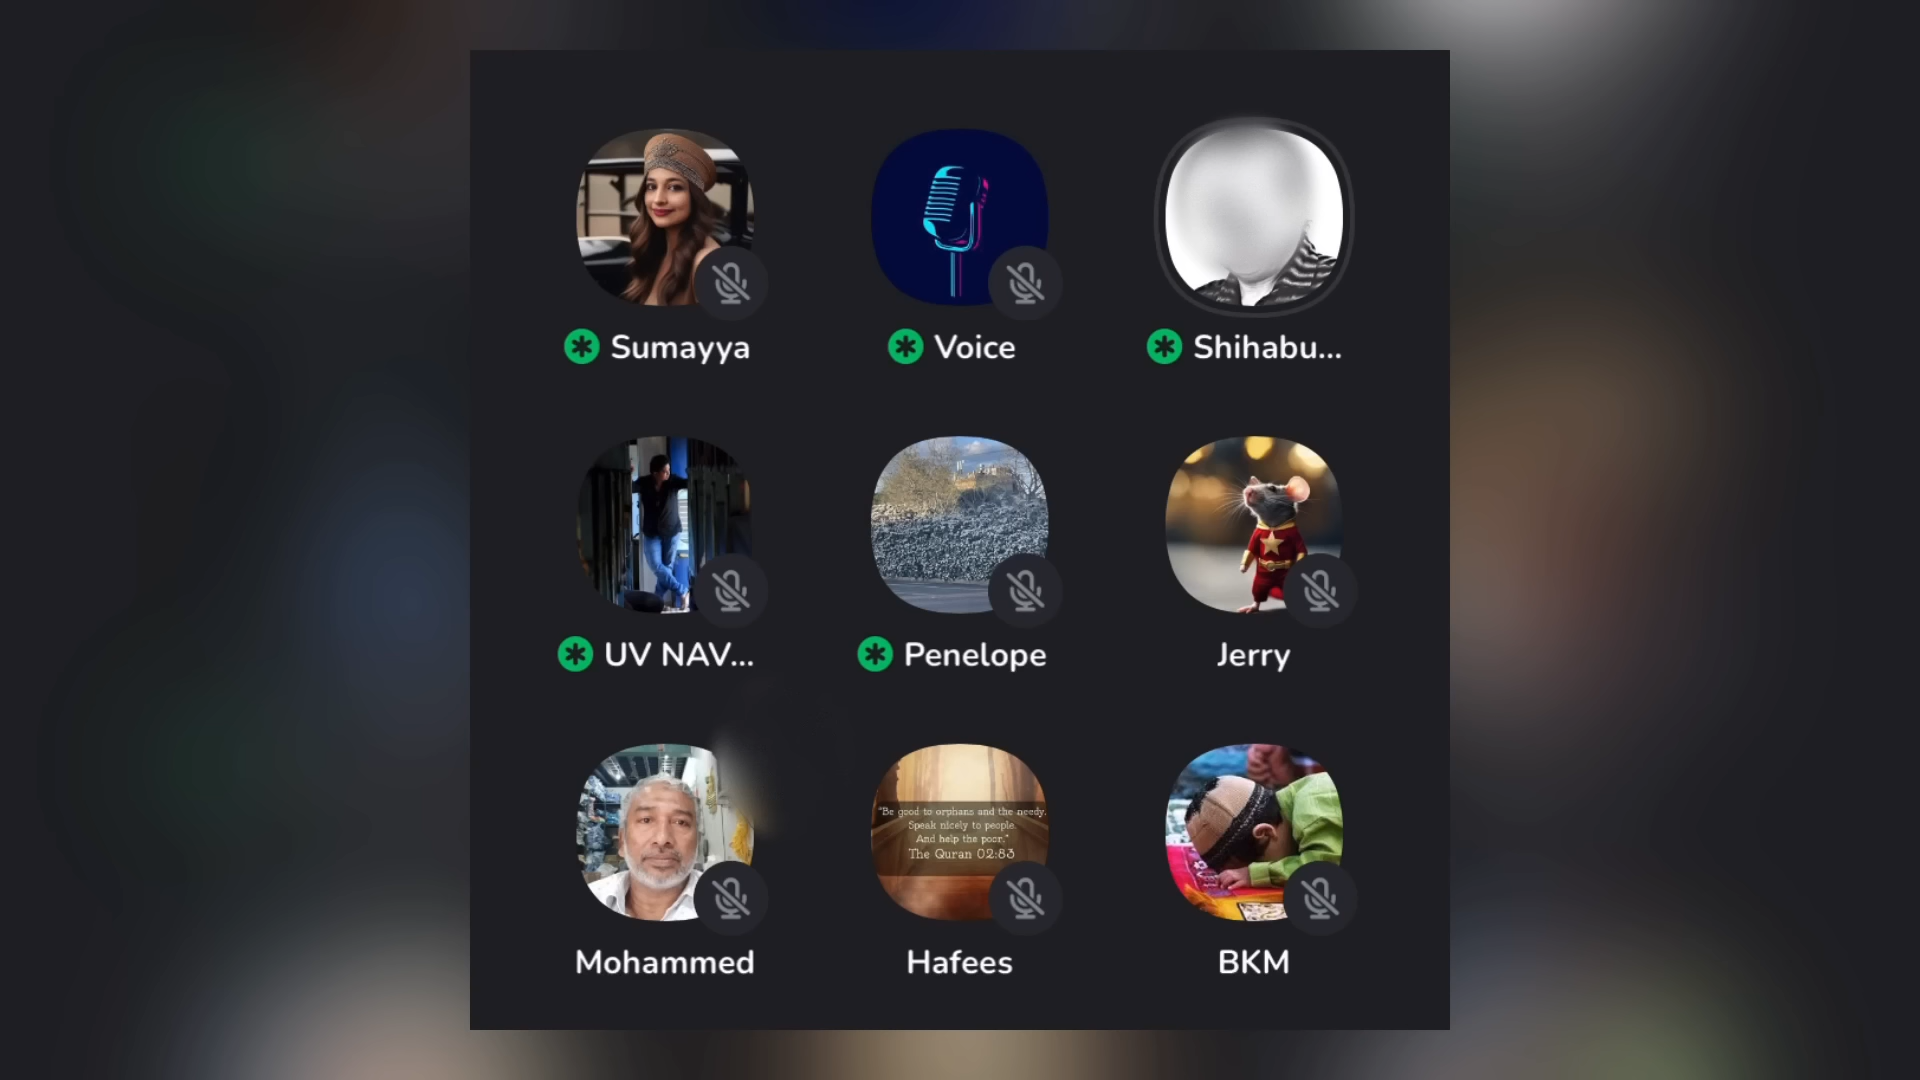 Sumayya
Voice
Shihabu...
UV NAV...
Penelope
Jerry
"Be good to orphans and the needy.
Speak nicely to people.
And help the poor."
The Quran 02:83
Mohammed
Hafees
BKM